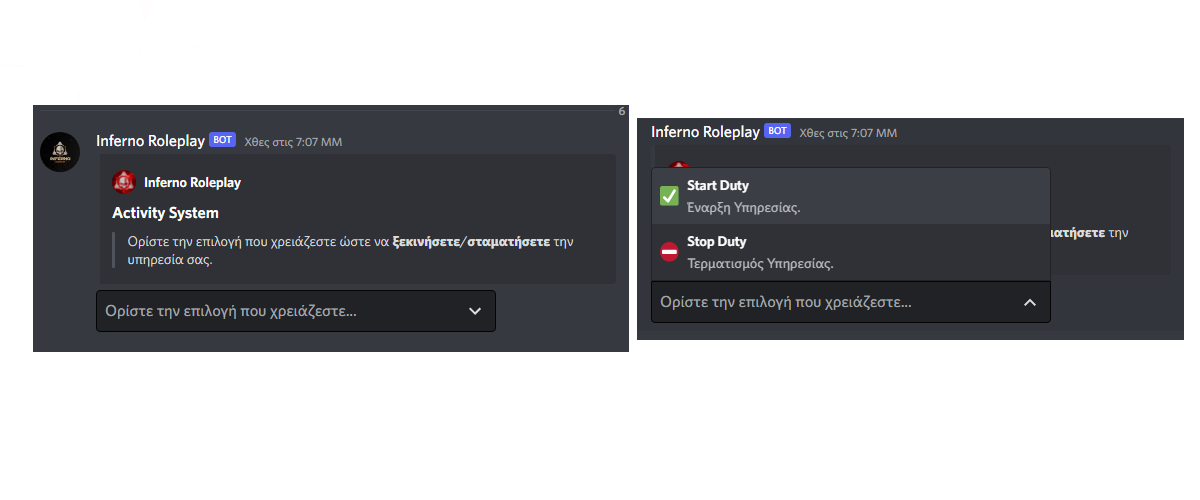 6
Inferno Roleplay BOT Χθες στις 7:07 ΜΜ
INFERNO
Inferno Roleplay
Activity System
Ορίστε την επιλογή που χρειάζεστε ώστε να ξεκινήσετε/σταματήσετε την
υπηρεσία σας.
Ορίστε την επιλογή που χρειάζεστε...
Inferno Roleplay BOT Χθες στις 7:07 ΜΜ
Start Duty
Έναρξη Υπηρεσίας.
ιατήσετε την
Stop Duty
Τερματισμός Υπηρεσίας.
Ορίστε την επιλογή που χρειάζεστε...